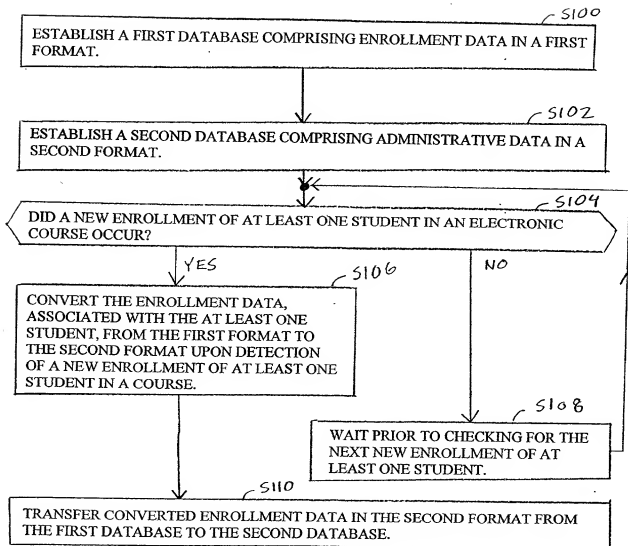 S100
ESTABLISH A FIRST DATABASE COMPRISING ENROLLMENT DATA IN A FIRST
FORMAT.
S102
ESTABLISH A SECOND DATABASE COMPRISING ADMINISTRATIVE DATA IN A
SECOND FORMAT.
S104
DID A NEW ENROLLMENT OF AT LEAST ONE STUDENT IN AN ELECTRONIC
COURSE OCCUR?
YES
NO
S106
CONVERT THE ENROLLMENT DATA,
ASSOCIATED WITH THE AT LEAST ONE
STUDENT, FROM THE FIRST FORMAT TO
THE SECOND FORMAT UPON DETECTION
OF A NEW ENROLLMENT OF AT LEAST ONE
STUDENT IN A COURSE.
S108
WAIT PRIOR TO CHECKING FOR THE
NEXT NEW ENROLLMENT OF AT
LEAST ONE STUDENT.
S110
TRANSFER CONVERTED ENROLLMENT DATA IN THE SECOND FORMAT FROM
THE FIRST DATABASE TO THE SECOND DATABASE.